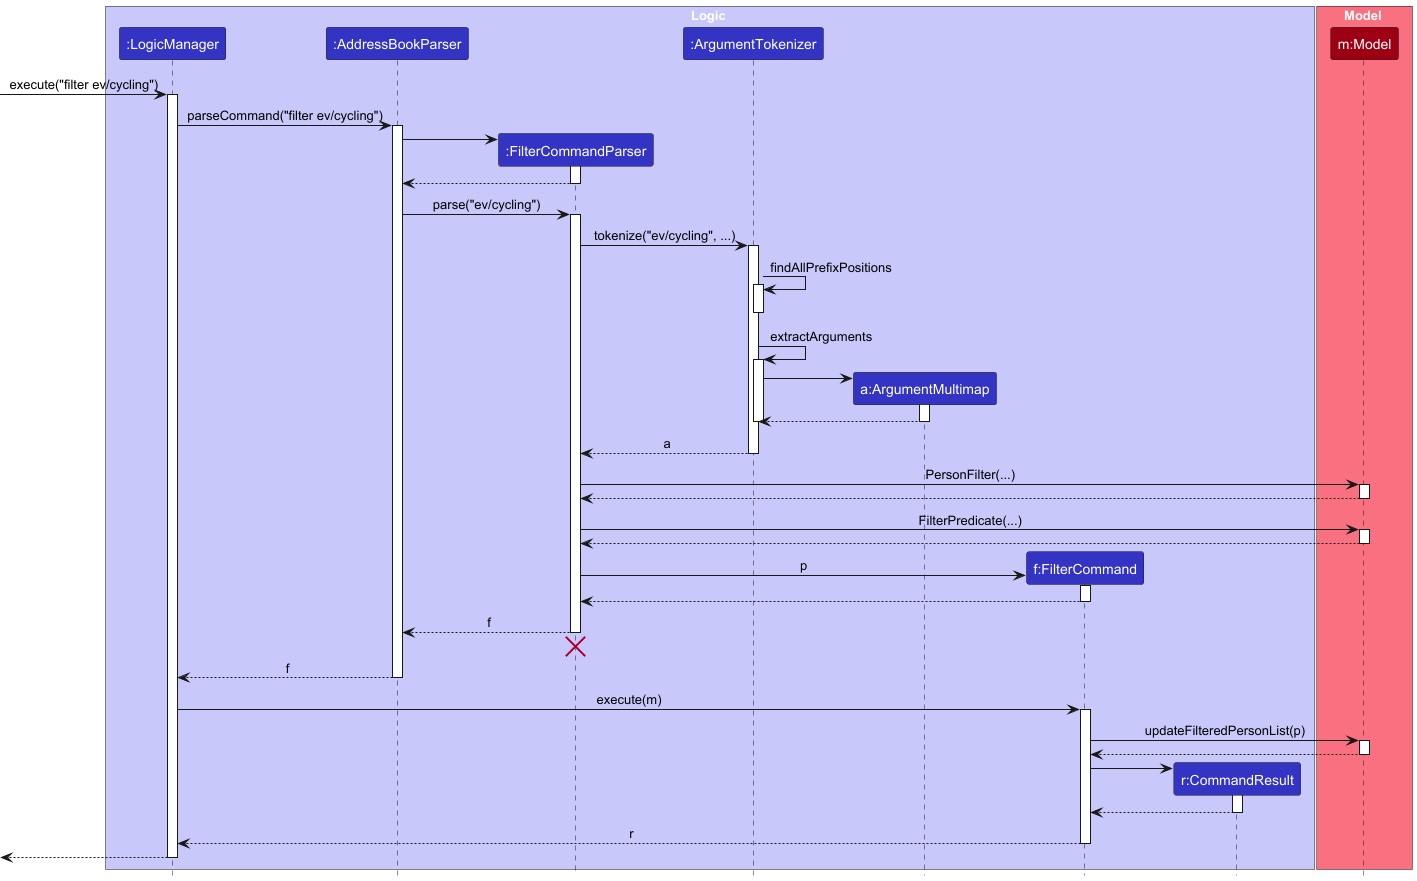 Logic
Model
:LogicManager
:AddressBookParser
:ArgumentTokenizer
m:Model
execute("filter ev/cycling")
parseCommand("filter ev/cycling")
:FilterCommandParser
parse("ev/cycling")
tokenize("ev/cycling", ...)
findAllPrefixPositions
extractArguments
a:ArgumentMultimap
a
PersonFilter(...)
FilterPredicate(...)
p
f:FilterCommand
f
f
execute(m)
updateFilteredPersonList(p)
r:CommandResult
r